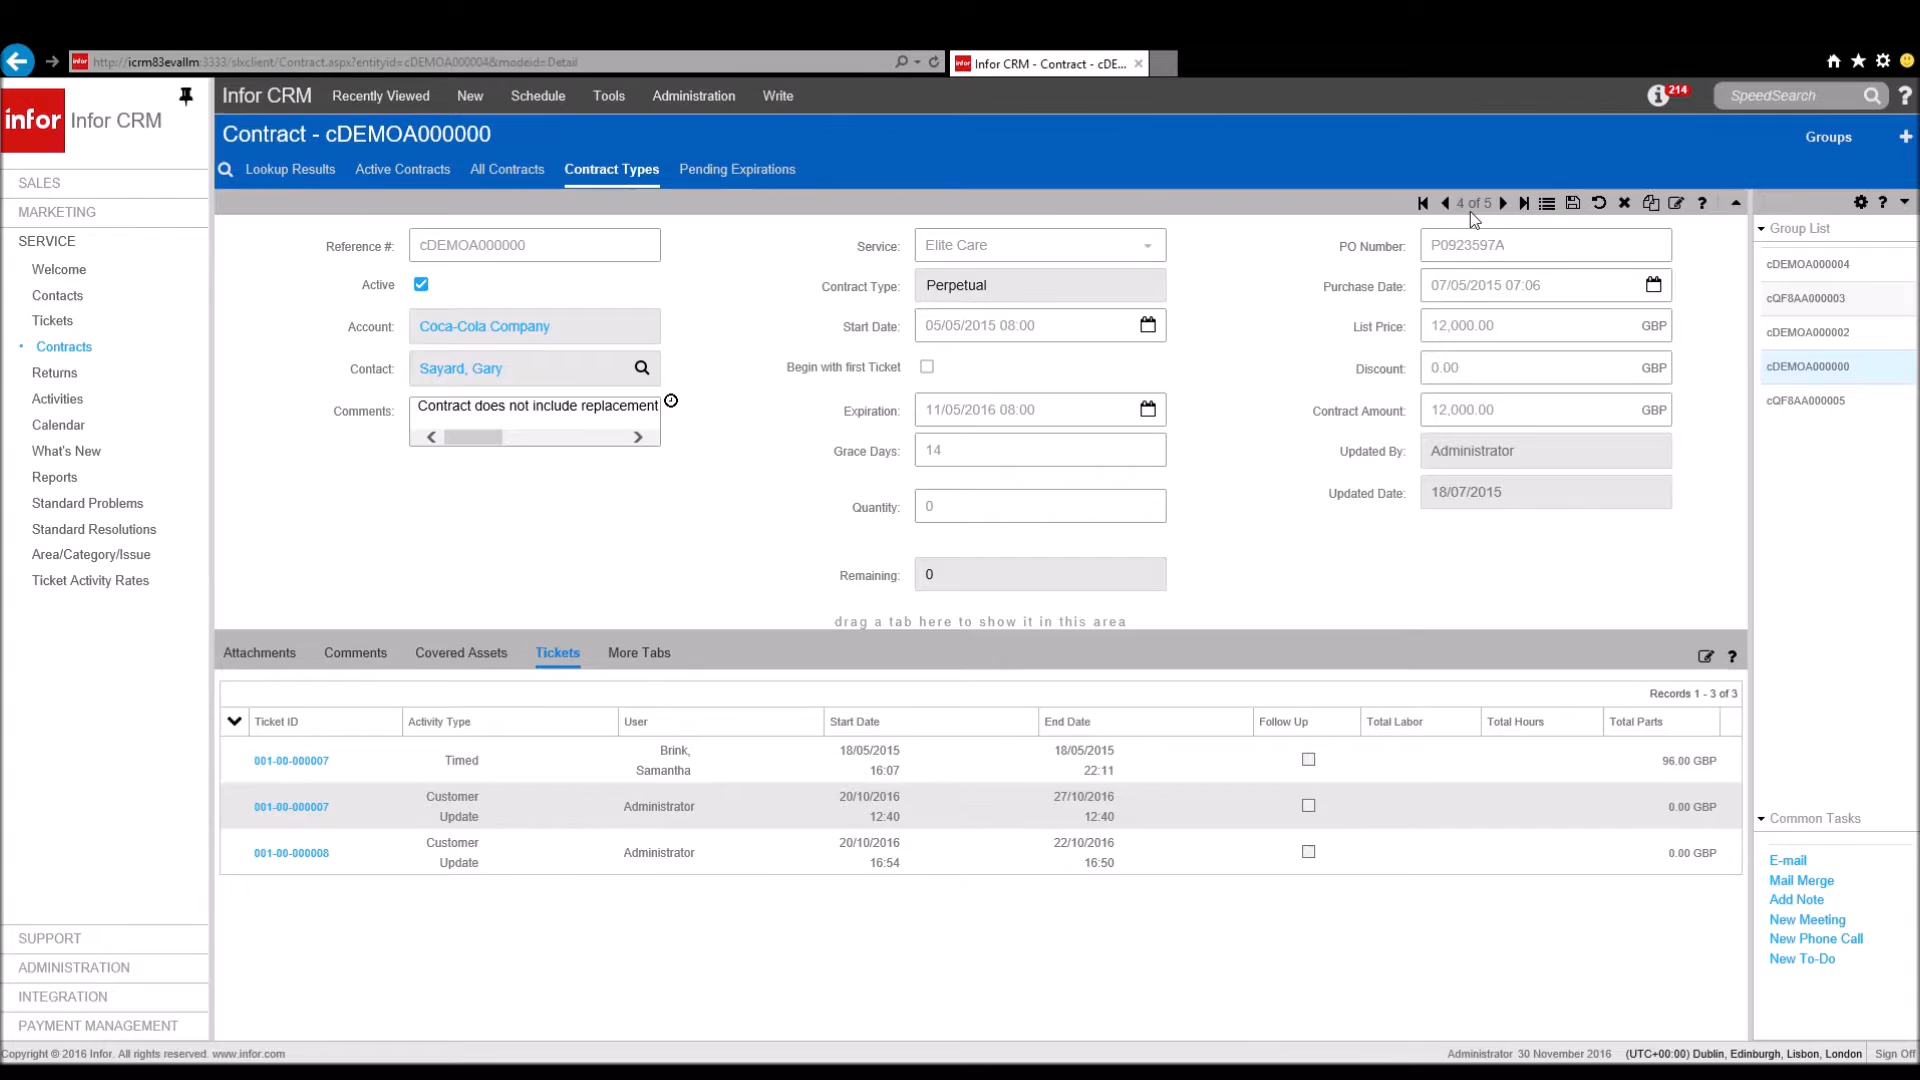 http://icrm83evallm:3333/slxclient/Contract.aspx?entityid=cDEMOA000004&modeid=Detail
infor Infor CRM - Contract - cDE...
infor Infor CRM
Infor CRM Recently Viewed New Schedule Tools Administration Write
214 SpeedSearch ?
Contract - cDEMOA000000
Groups
Lookup Results Active Contracts All Contracts Contract Types Pending Expirations
4 of 5 ?
?
SALES
MARKETING
SERVICE
Welcome
Contacts
Tickets
Contracts
Returns
Activities
Calendar
What's New
Reports
Standard Problems
Standard Resolutions
Area/Category/Issue
Ticket Activity Rates
SUPPORT
ADMINISTRATION
INTEGRATION
PAYMENT MANAGEMENT
Reference #: cDEMOA000000
Active
Account: Coca-Cola Company
Contact: Sayard, Gary
Comments: Contract does not include replacement
Service: Elite Care
Contract Type: Perpetual
Start Date: 05/05/2015 08:00
Begin with first Ticket
Expiration: 11/05/2016 08:00
Grace Days: 14
Quantity: 0
Remaining: 0
PO Number: P0923597A
Purchase Date: 07/05/2015 07:06
List Price: 12,000.00 GBP
Discount: 0.00 GBP
Contract Amount: 12,000.00 GBP
Updated By: Administrator
Updated Date: 18/07/2015
drag a tab here to show it in this area
Attachments Comments Covered Assets Tickets More Tabs ?
Records 1 - 3 of 3
Ticket ID Activity Type User Start Date End Date Follow Up Total Labor Total Hours Total Parts
001-00-000007 Timed Brink, Samantha 18/05/2015 16:07 18/05/2015 22:11 96.00 GBP
001-00-000007 Customer Update Administrator 20/10/2016 12:40 27/10/2016 12:40 0.00 GBP
001-00-000008 Customer Update Administrator 20/10/2016 16:54 22/10/2016 16:50 0.00 GBP
Group List
cDEMOA000004
cQF8AA000003
cDEMOA000002
cDEMOA000000
cQF8AA000005
Common Tasks
E-mail
Mail Merge
Add Note
New Meeting
New Phone Call
New To-Do
Copyright © 2016 Infor. All rights reserved. www.infor.com
Administrator 30 November 2016 (UTC+00:00) Dublin, Edinburgh, Lisbon, London Sign Off